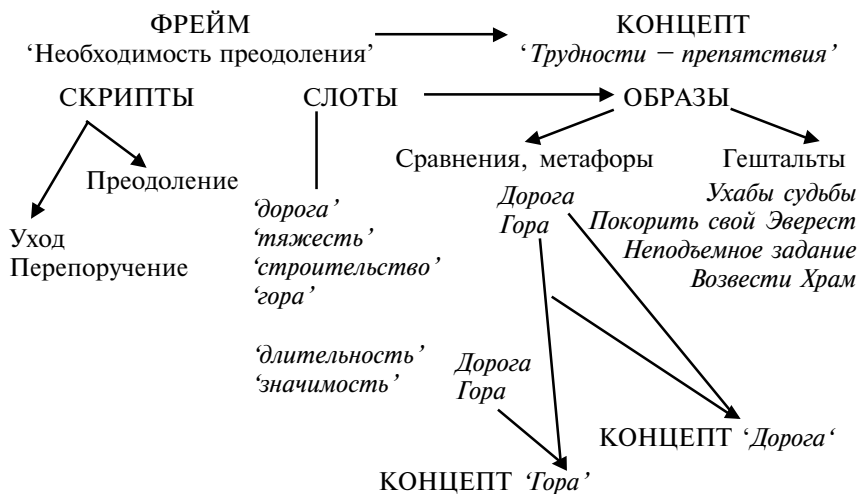 ФРЕЙМ
‘Необходимость преодоления’
КОНЦЕПТ
‘Трудности – препятствия’
СКРИПТЫ
СЛОТЫ
ОБРАЗЫ
Преодоление
Уход
Перепоручение
‘дорога’
‘тяжесть’
‘строительство’
‘гора’
‘длительность’
‘значимость’
Сравнения, метафоры
Дорога
Гора
Гештальты
Ухабы судьбы
Покорить свой Эверест
Неподъемное задание
Возвести Храм
Дорога
Гора
КОНЦЕПТ ‘Дорога‘
КОНЦЕПТ ‘Гора’